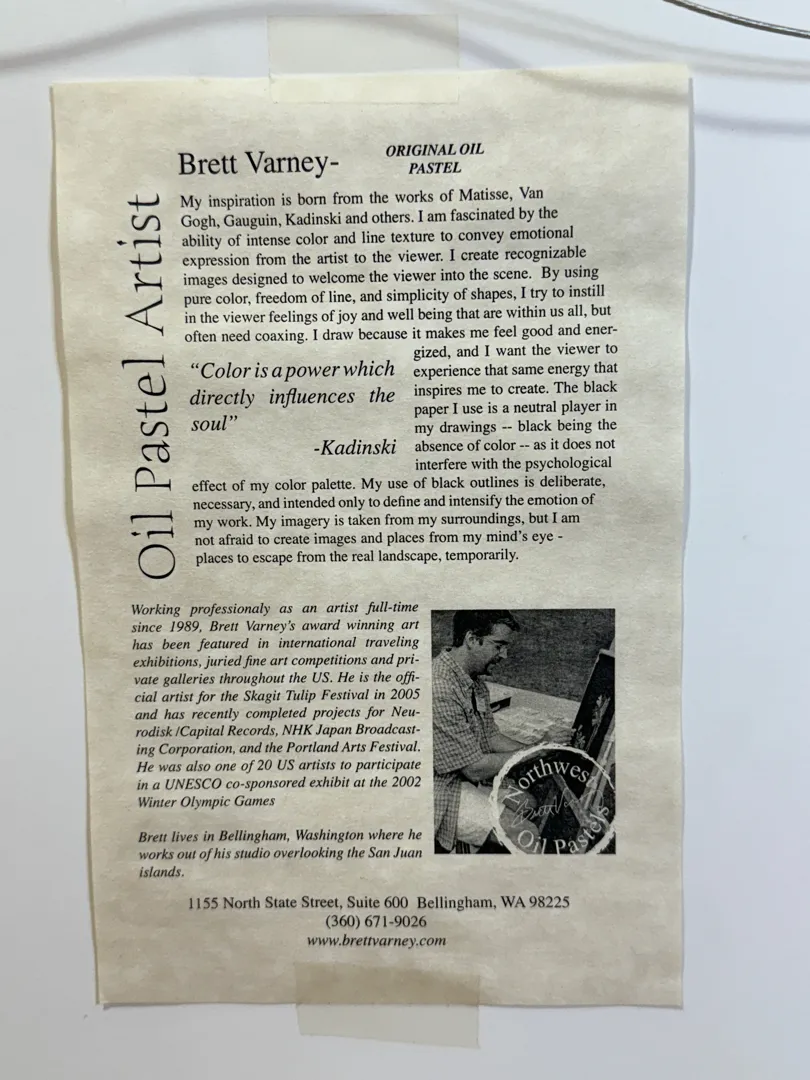 Oil Pastel Artist
Brett Varney-
ORIGINAL OIL
PASTEL
My inspiration is born from the works of Matisse, Van
Gogh, Gauguin, Kadinski and others. I am fascinated by the
ability of intense color and line texture to convey emotional
expression from the artist to the viewer. I create recognizable
images designed to welcome the viewer into the scene. By using
pure color, freedom of line, and simplicity of shapes, I try to instill
in the viewer feelings of joy and well being that are within us all, but
often need coaxing. I draw because it makes me feel good and ener-
gized, and I want the viewer to
experience that same energy that
inspires me to create. The black
paper I use is a neutral player in
my drawings -- black being the
absence of color -- as it does not
interfere with the psychological
“Color is a power which
directly influences the
soul”
-Kadinski
effect of my color palette. My use of black outlines is deliberate,
necessary, and intended only to define and intensify the emotion of
my work. My imagery is taken from my surroundings, but I am
not afraid to create images and places from my mind's eye -
places to escape from the real landscape, temporarily.
Working professionaly as an artist full-time
since 1989, Brett Varney's award winning art
has been featured in international traveling
exhibitions, juried fine art competitions and pri-
vate galleries throughout the US. He is the offi-
cial artist for the Skagit Tulip Festival in 2005
and has recently completed projects for Neu-
rodisk /Capital Records, NHK Japan Broadcast-
ing Corporation, and the Portland Arts Festival.
He was also one of 20 US artists to participate
in a UNESCO co-sponsored exhibit at the 2002
Winter Olympic Games
Brett lives in Bellingham, Washington where he
works out of his studio overlooking the San Juan
islands.
Northwest
Oil Pastels
1155 North State Street, Suite 600 Bellingham, WA 98225
(360) 671-9026
www.brettvarney.com